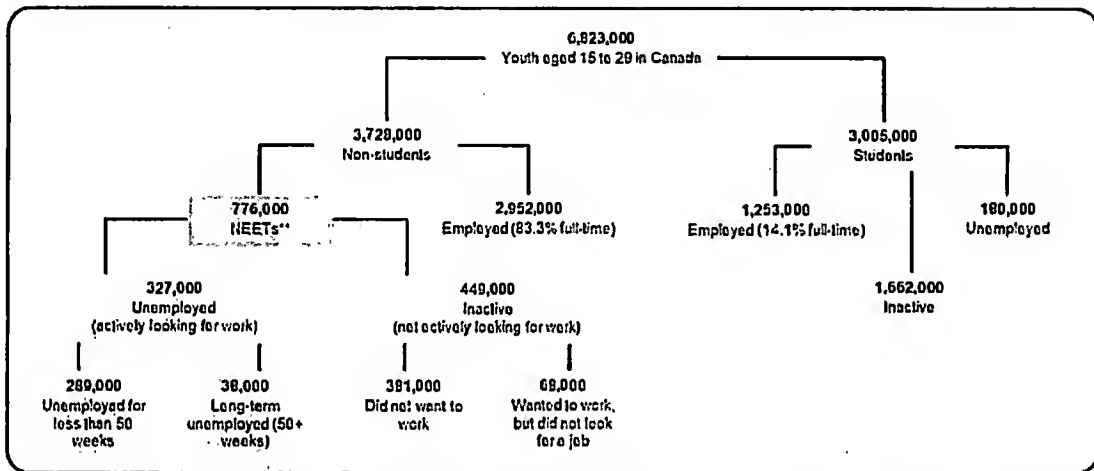 6,823,000
Youth aged 15 to 29 in Canada
3,728,000
Non-students
3,095,000
Students
776,000
NEETs**
2,952,000
Employed (83.3% full-time)
1,253,000
Employed (14.1% full-time)
180,000
Unemployed
327,000
Unemployed
(actively looking for work)
449,000
Inactive
(not actively looking for work)
1,662,000
Inactive
289,000
Unemployed for
less than 50
weeks
38,000
Long-term
unemployed (50+
weeks)
381,000
Did not want to
work
68,000
Wanted to work,
but did not look
for a job